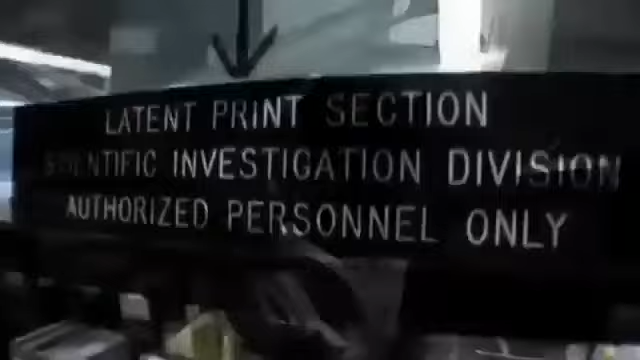 LATENT PRINT SECTION
SCIENTIFIC INVESTIGATION DIVISION
AUTHORIZED PERSONNEL ONLY